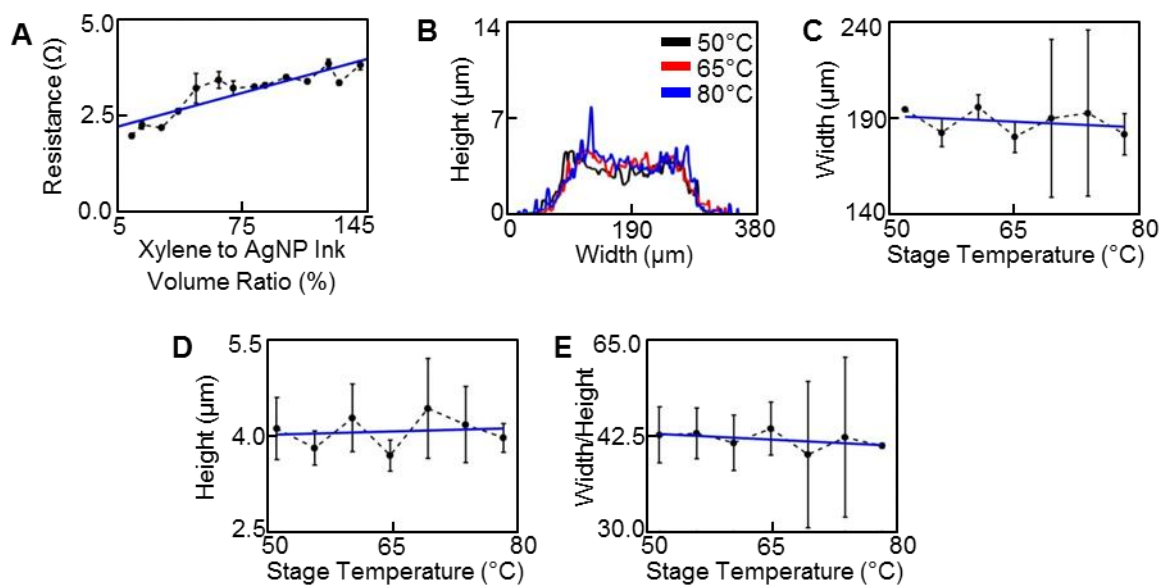 A
Resistance (Ω)
5.0
2.5
0.0
5 75 145
Xylene to AgNP Ink
Volume Ratio (%)
B
Height (µm)
14
7
0
50°C
65°C
80°C
0 190 380
Width (µm)
C
Width (µm)
240
190
140
50 65 80
Stage Temperature (°C)
D
Height (µm)
5.5
4.0
2.5
50 65 80
Stage Temperature (°C)
E
Width/Height
65.0
42.5
30.0
50 65 80
Stage Temperature (°C)